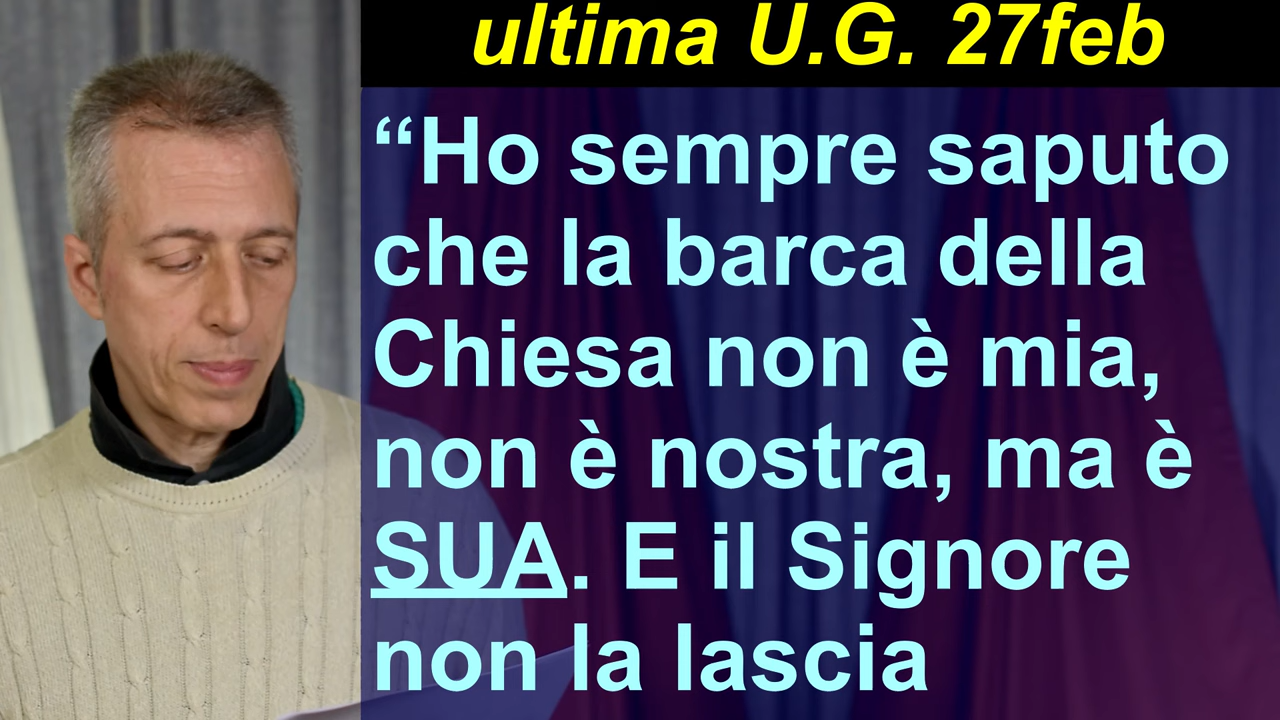 ultima U.G. 27feb
“Ho sempre saputo
che la barca della
Chiesa non è mia,
non è nostra, ma è
SUA. E il Signore
non la lascia